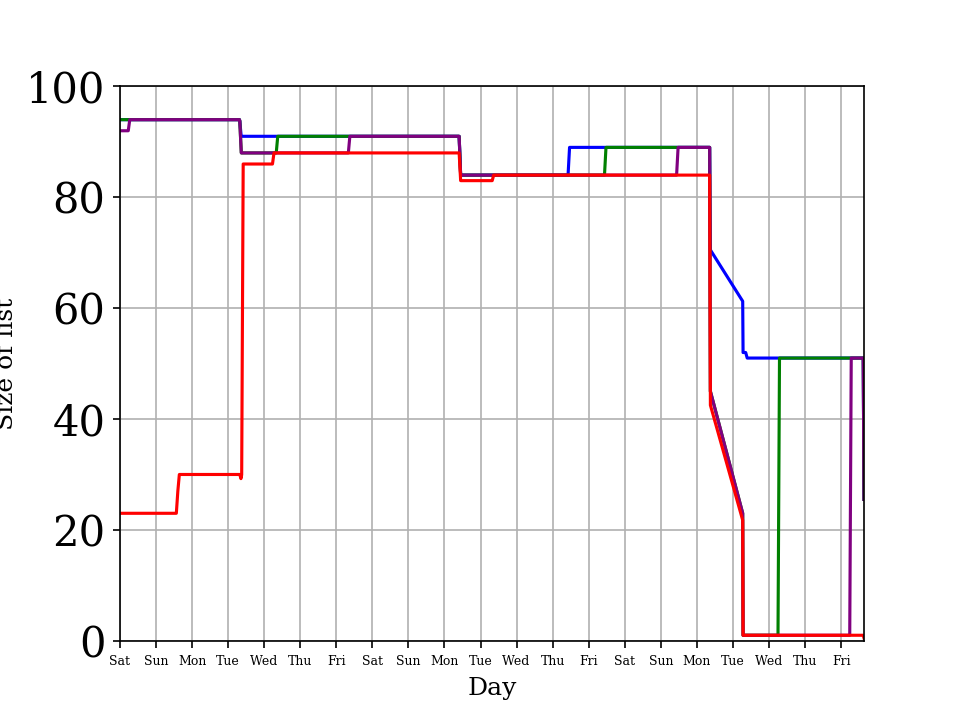 100
80
60
40
20
0
Size of list
Sat Sun Mon Tue Wed Thu Fri Sat Sun Mon Tue Wed Thu Fri Sat Sun Mon Tue Wed Thu Fri
Day